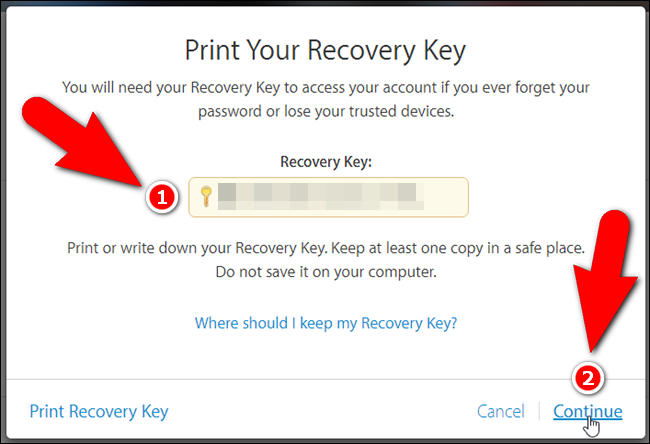 Print Your Recovery Key
You will need your Recovery Key to access your account if you ever forget your
password or lose your trusted devices.
Recovery Key:
1
Print or write down your Recovery Key. Keep at least one copy in a safe place.
Do not save it on your computer.
Where should I keep my Recovery Key?
2
Print Recovery Key
Cancel
Continue